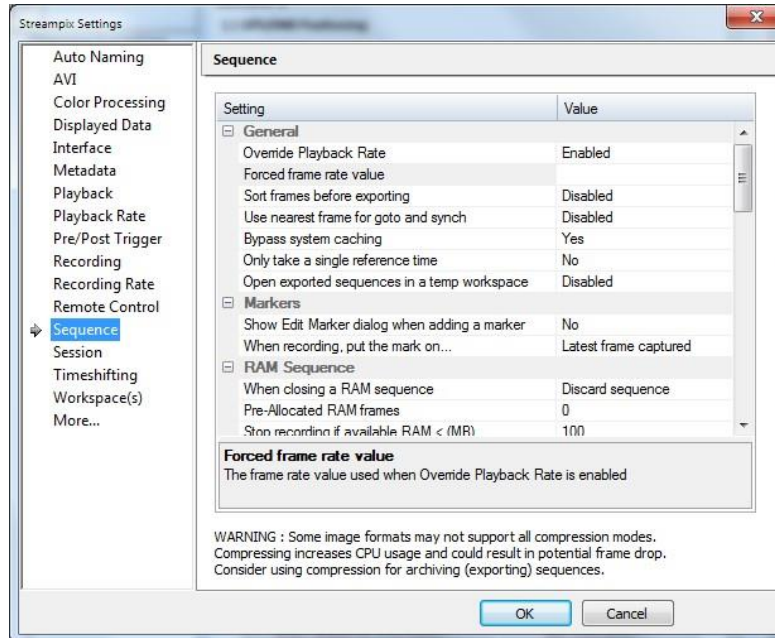 Streampix Settings
Auto Naming
AVI
Color Processing
Displayed Data
Interface
Metadata
Playback
Playback Rate
Pre/Post Trigger
Recording
Recording Rate
Remote Control
Sequence
Session
Timeshifting
Workspace(s)
More...
Sequence
Setting Value
General
Override Playback Rate Enabled
Forced frame rate value
Sort frames before exporting Disabled
Use nearest frame for goto and synch Disabled
Bypass system caching Yes
Only take a single reference time No
Open exported sequences in a temp workspace Disabled
Markers
Show Edit Marker dialog when adding a marker No
When recording, put the mark on... Latest frame captured
RAM Sequence
When closing a RAM sequence Discard sequence
Pre-Allocated RAM frames 0
Stop recording if available RAM < (MB) 100
Forced frame rate value
The frame rate value used when Override Playback Rate is enabled
WARNING : Some image formats may not support all compression modes.
Compressing increases CPU usage and could result in potential frame drop.
Consider using compression for archiving (exporting) sequences.
OK Cancel